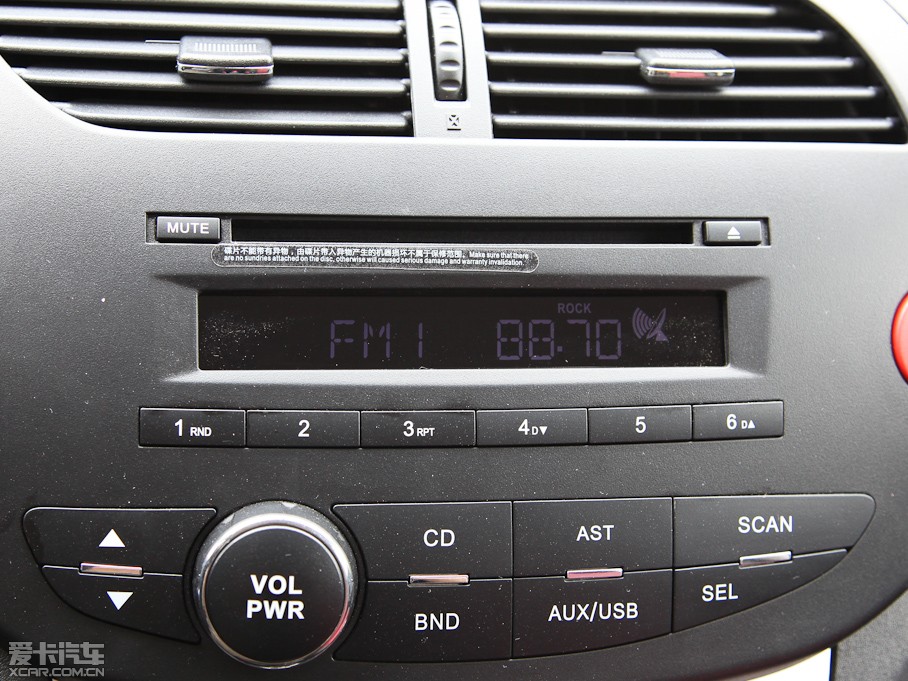 MUTE
碟片不能带有异物，由碟片带入异物产生的机器损坏不属于保修范围。Make sure that there
are no sundries attached on the disc, otherwise will caused serious damage and warranty invalidation.
ROCK
FM1 88.70
1 RND 2 3 RPT 4 D▼ 5 6 D▲
CD AST SCAN
VOL
PWR
BND AUX/USB SEL
爱卡汽车
XCAR.COM.CN